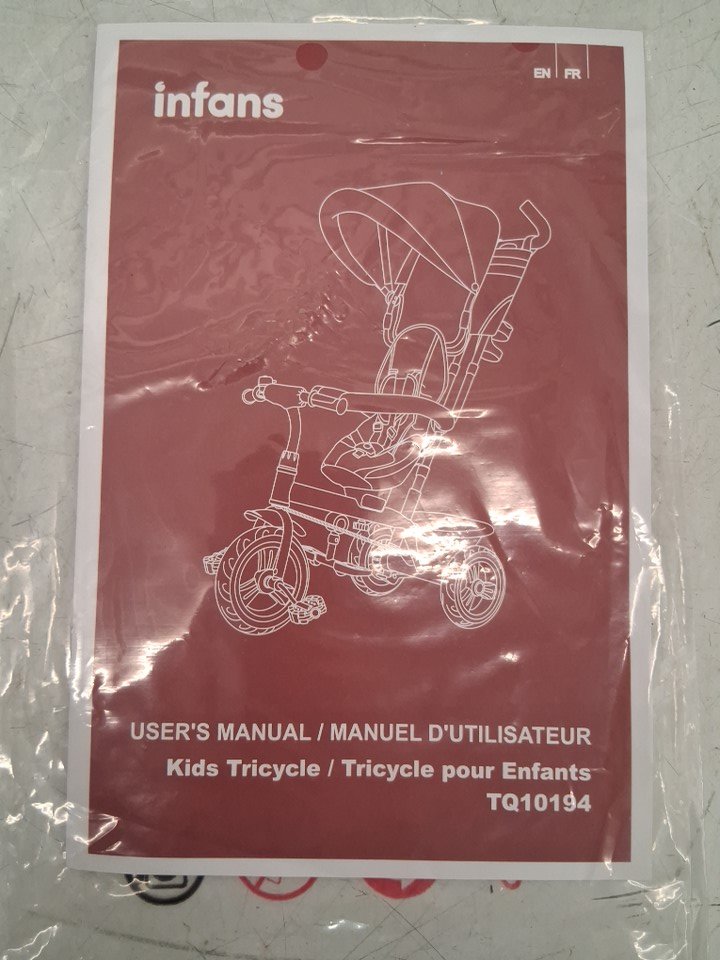 infans
EN FR
USER'S MANUAL / MANUEL D'UTILISATEUR
Kids Tricycle / Tricycle pour Enfants
TQ10194